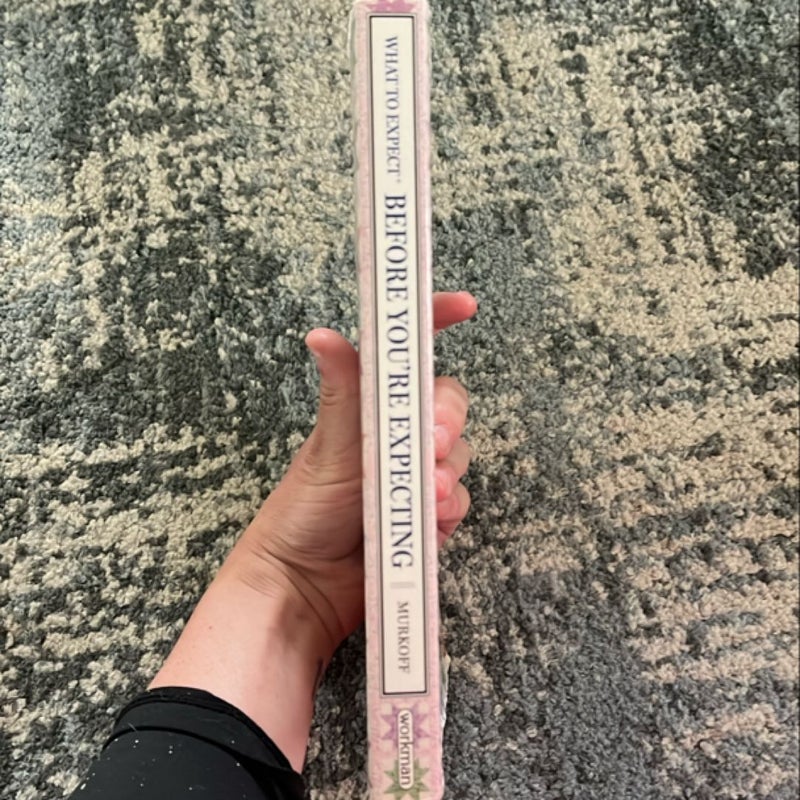 WHAT TO EXPECT® BEFORE YOU'RE EXPECTING | MURKOFF
workman